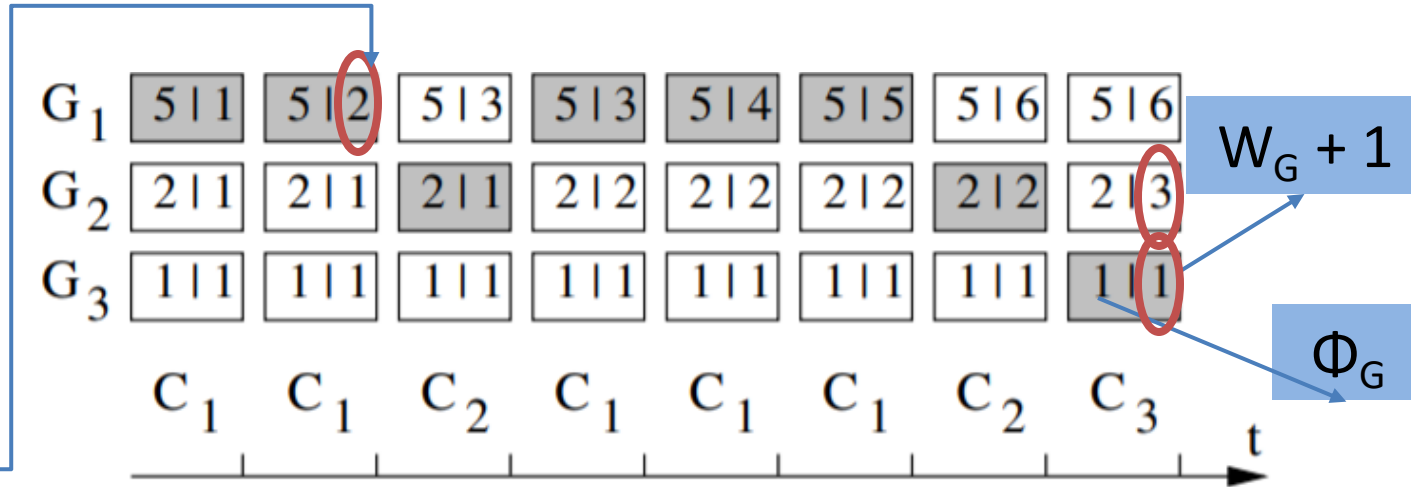 G1 5|1 5|2 5|3 5|3 5|4 5|5 5|6 5|6
WG + 1
G2 2|1 2|1 2|1 2|2 2|2 2|2 2|2 2|3
G3 1|1 1|1 1|1 1|1 1|1 1|1 1|1 1|1
ΦG
C1 C1 C2 C1 C1 C1 C2 C3
t